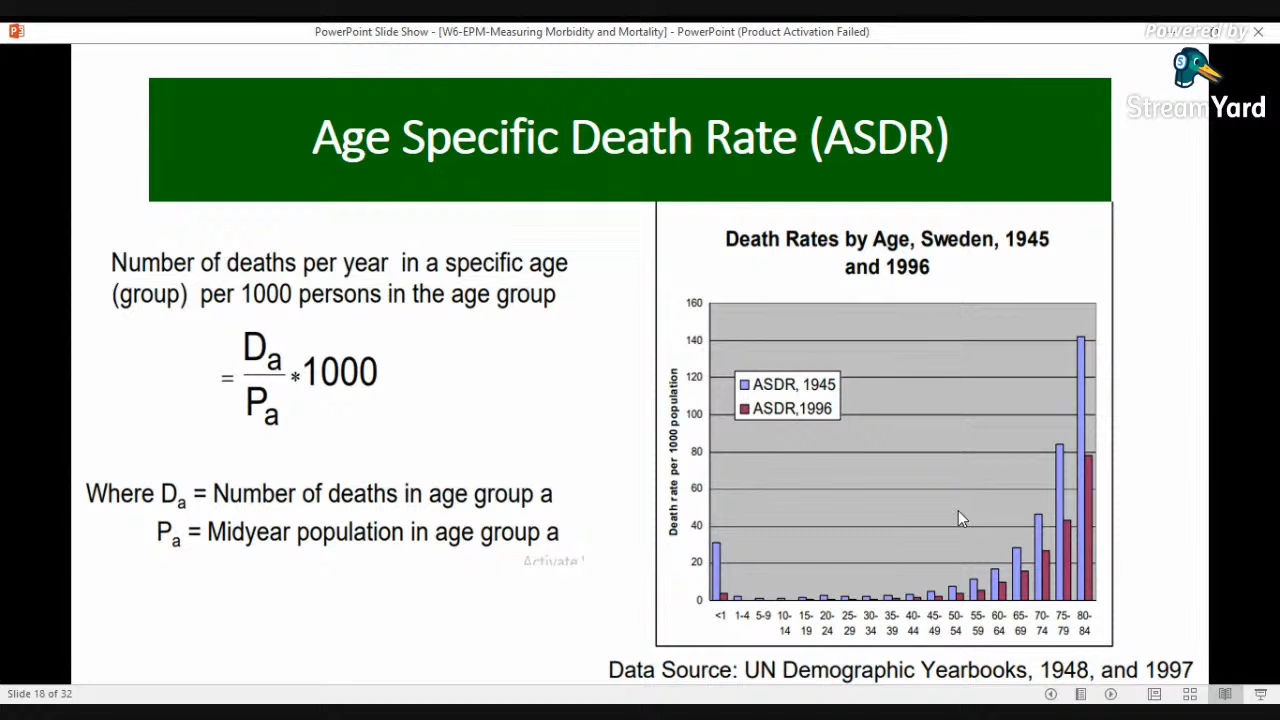 PowerPoint Slide Show - [W6-EPM-Measuring Morbidity and Mortality] - PowerPoint (Product Activation Failed)
Powered by
StreamYard
Age Specific Death Rate (ASDR)
Number of deaths per year in a specific age
(group) per 1000 persons in the age group
= Da
Pa *1000
Where Da = Number of deaths in age group a
Pa = Midyear population in age group a
Activate
Death Rates by Age, Sweden, 1945
and 1996
Death rate per 1000 population
160
140
120
100
80
60
40
20
0
ASDR, 1945
ASDR,1996
<1 1-4 5-9 10-14 15-19 20-24 25-29 30-34 35-39 40-44 45-49 50-54 55-59 60-64 65-69 70-74 75-79 80-84
Data Source: UN Demographic Yearbooks, 1948, and 1997
Slide 18 of 32